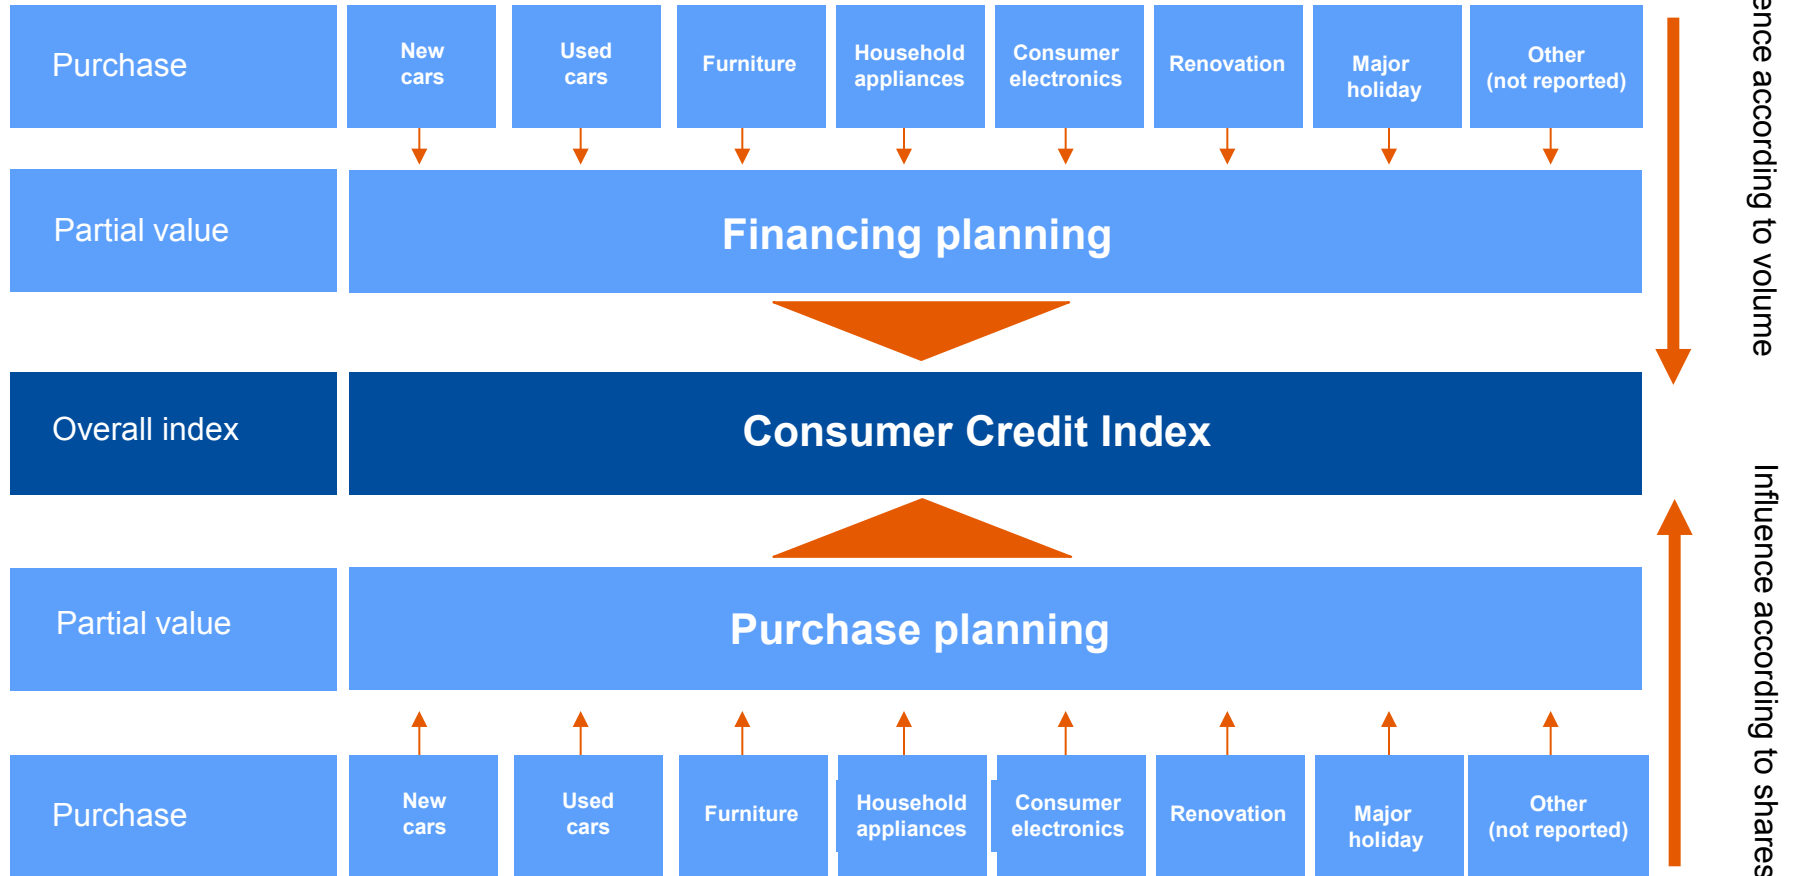 Purchase
New
cars
Used
cars
Furniture
Household
appliances
Consumer
electronics
Renovation
Major
holiday
Other
(not reported)
according to volume
Partial value
Financing planning
Overall index
Consumer Credit Index
Influence according to shares
Partial value
Purchase planning
Purchase
New
cars
Used
cars
Furniture
Household
appliances
Consumer
electronics
Renovation
Major
holiday
Other
(not reported)